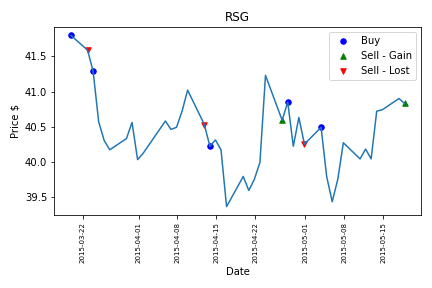 RSG
Buy
Sell - Gain
Sell - Lost
Price $
41.5
41.0
40.5
40.0
39.5
2015-03-22
2015-04-01
2015-04-08
2015-04-15
2015-04-22
2015-05-01
2015-05-08
2015-05-15
Date